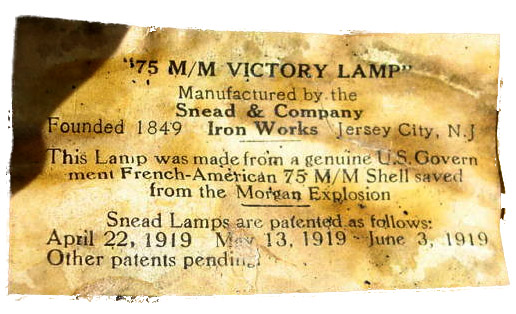 "75 M/M VICTORY LAMP"
Manufactured by the
Snead & Company
Founded 1849 Iron Works Jersey City, N.J
This Lamp was made from a genuine U.S. Govern
ment French-American 75 M/M Shell saved
from the Morgan Explosion
Snead Lamps are patented as follows:
April 22, 1919 May 13, 1919 June 3, 1919
Other patents pending.